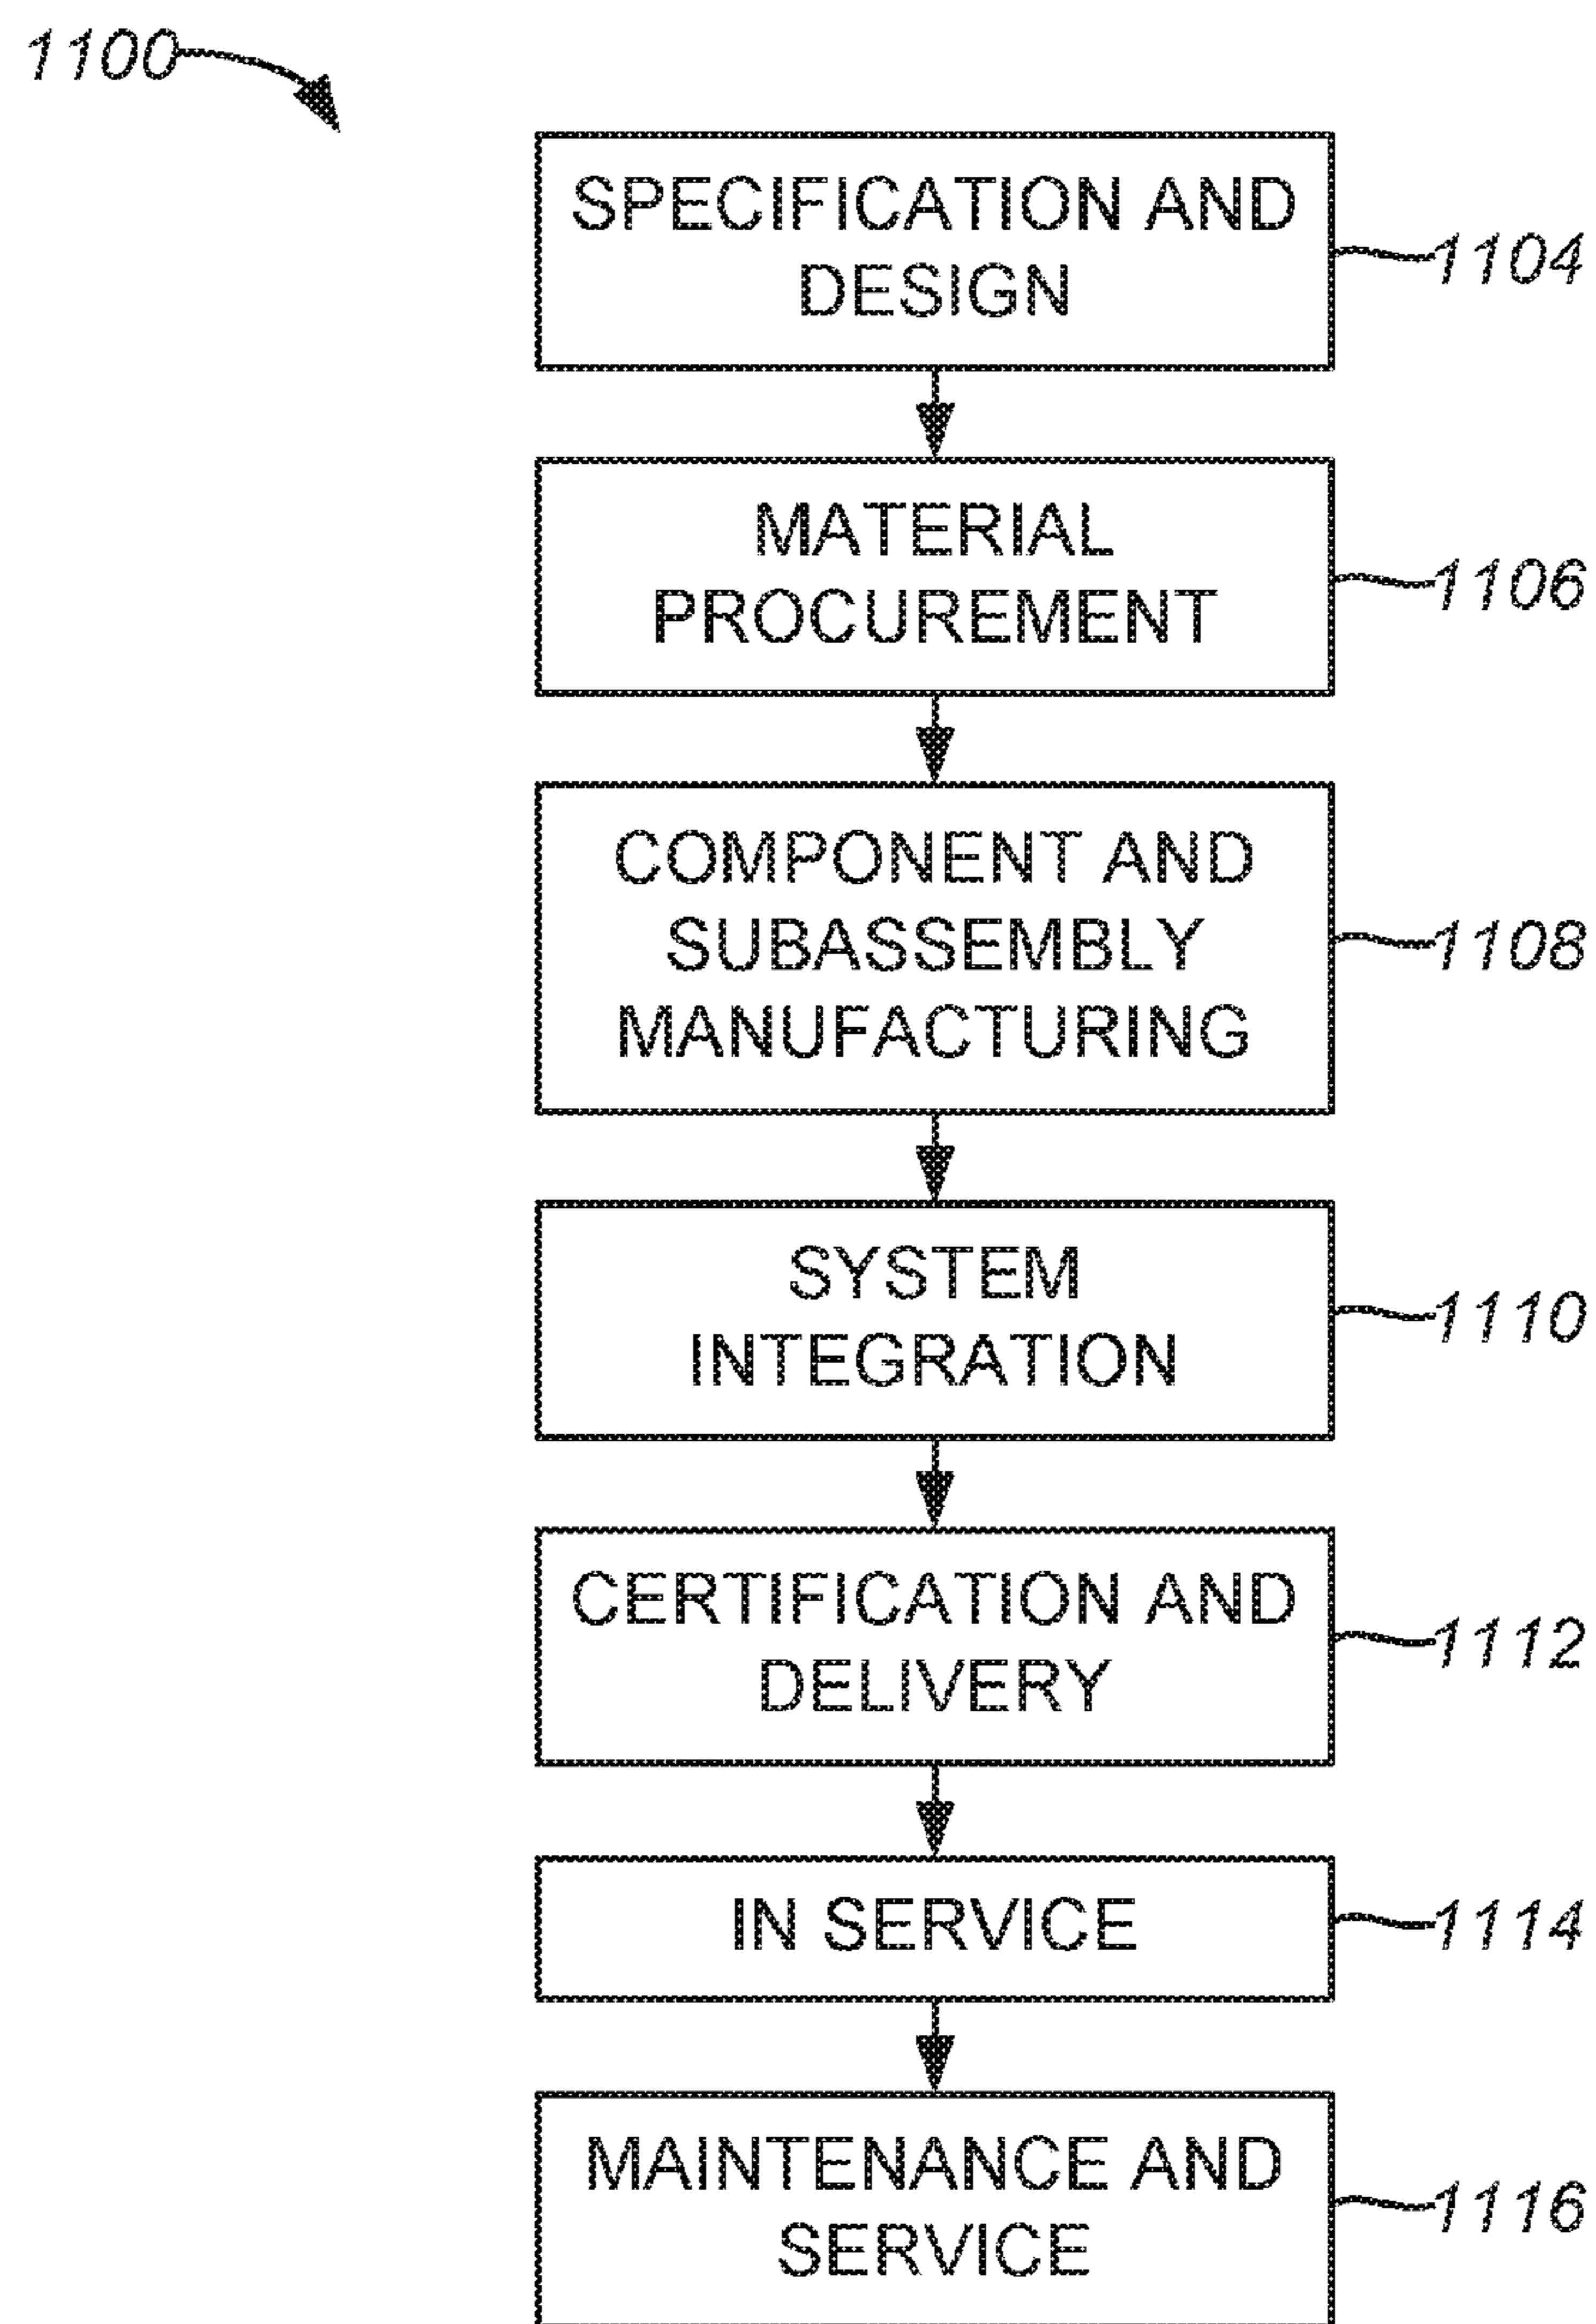 1100
SPECIFICATION AND
DESIGN
1104
MATERIAL
PROCUREMENT
1106
COMPONENT AND
SUBASSEMBLY
MANUFACTURING
1108
SYSTEM
INTEGRATION
1110
CERTIFICATION AND
DELIVERY
1112
IN SERVICE
1114
MAINTENANCE AND
SERVICE
1116